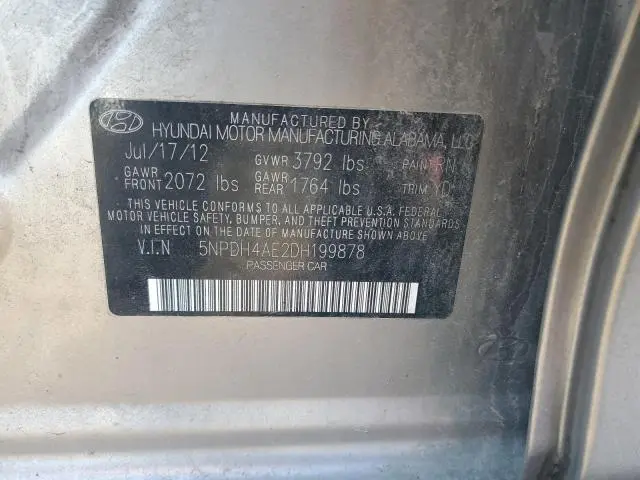 MANUFACTURED BY
HYUNDAI MOTOR MANUFACTURING ALABAMA, LLC
Jul/17/12 GVWR 3792 lbs PAINT RN
GAWR FRONT 2072 lbs GAWR REAR 1764 lbs TRIM YD
THIS VEHICLE CONFORMS TO ALL APPLICABLE U.S.A. FEDERAL
MOTOR VEHICLE SAFETY, BUMPER, AND THEFT PREVENTION STANDARDS
IN EFFECT ON THE DATE OF MANUFACTURE SHOWN ABOVE.
V.I.N 5NPDH4AE2DH199878
PASSENGER CAR